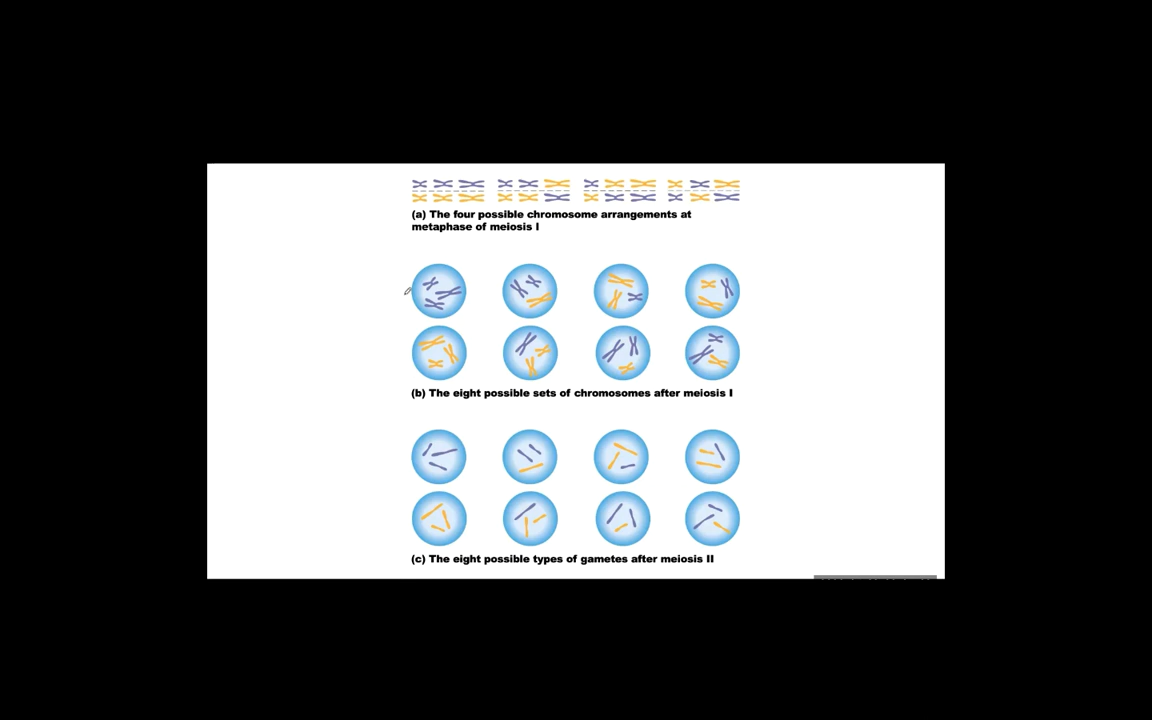 (a) The four possible chromosome arrangements at
metaphase of meiosis I
(b) The eight possible sets of chromosomes after meiosis I
(c) The eight possible types of gametes after meiosis II